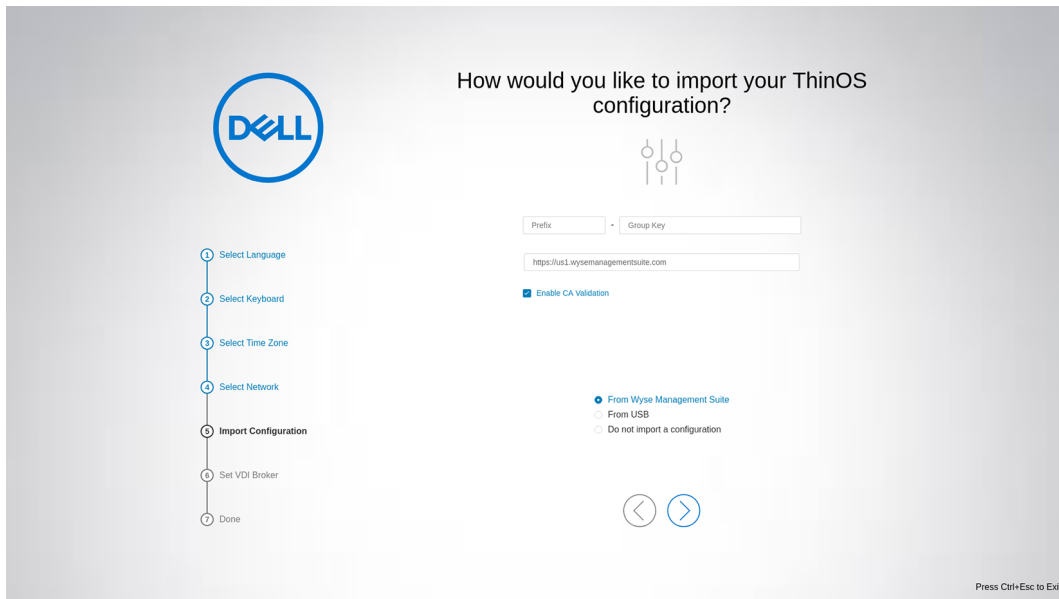 DELL
How would you like to import your ThinOS
configuration?
Prefix - Group Key
https://us1.wysemanagementsuite.com
Enable CA Validation
1 Select Language
2 Select Keyboard
3 Select Time Zone
4 Select Network
5 Import Configuration
6 Set VDI Broker
7 Done
From Wyse Management Suite
From USB
Do not import a configuration
Press Ctrl+Esc to Exi